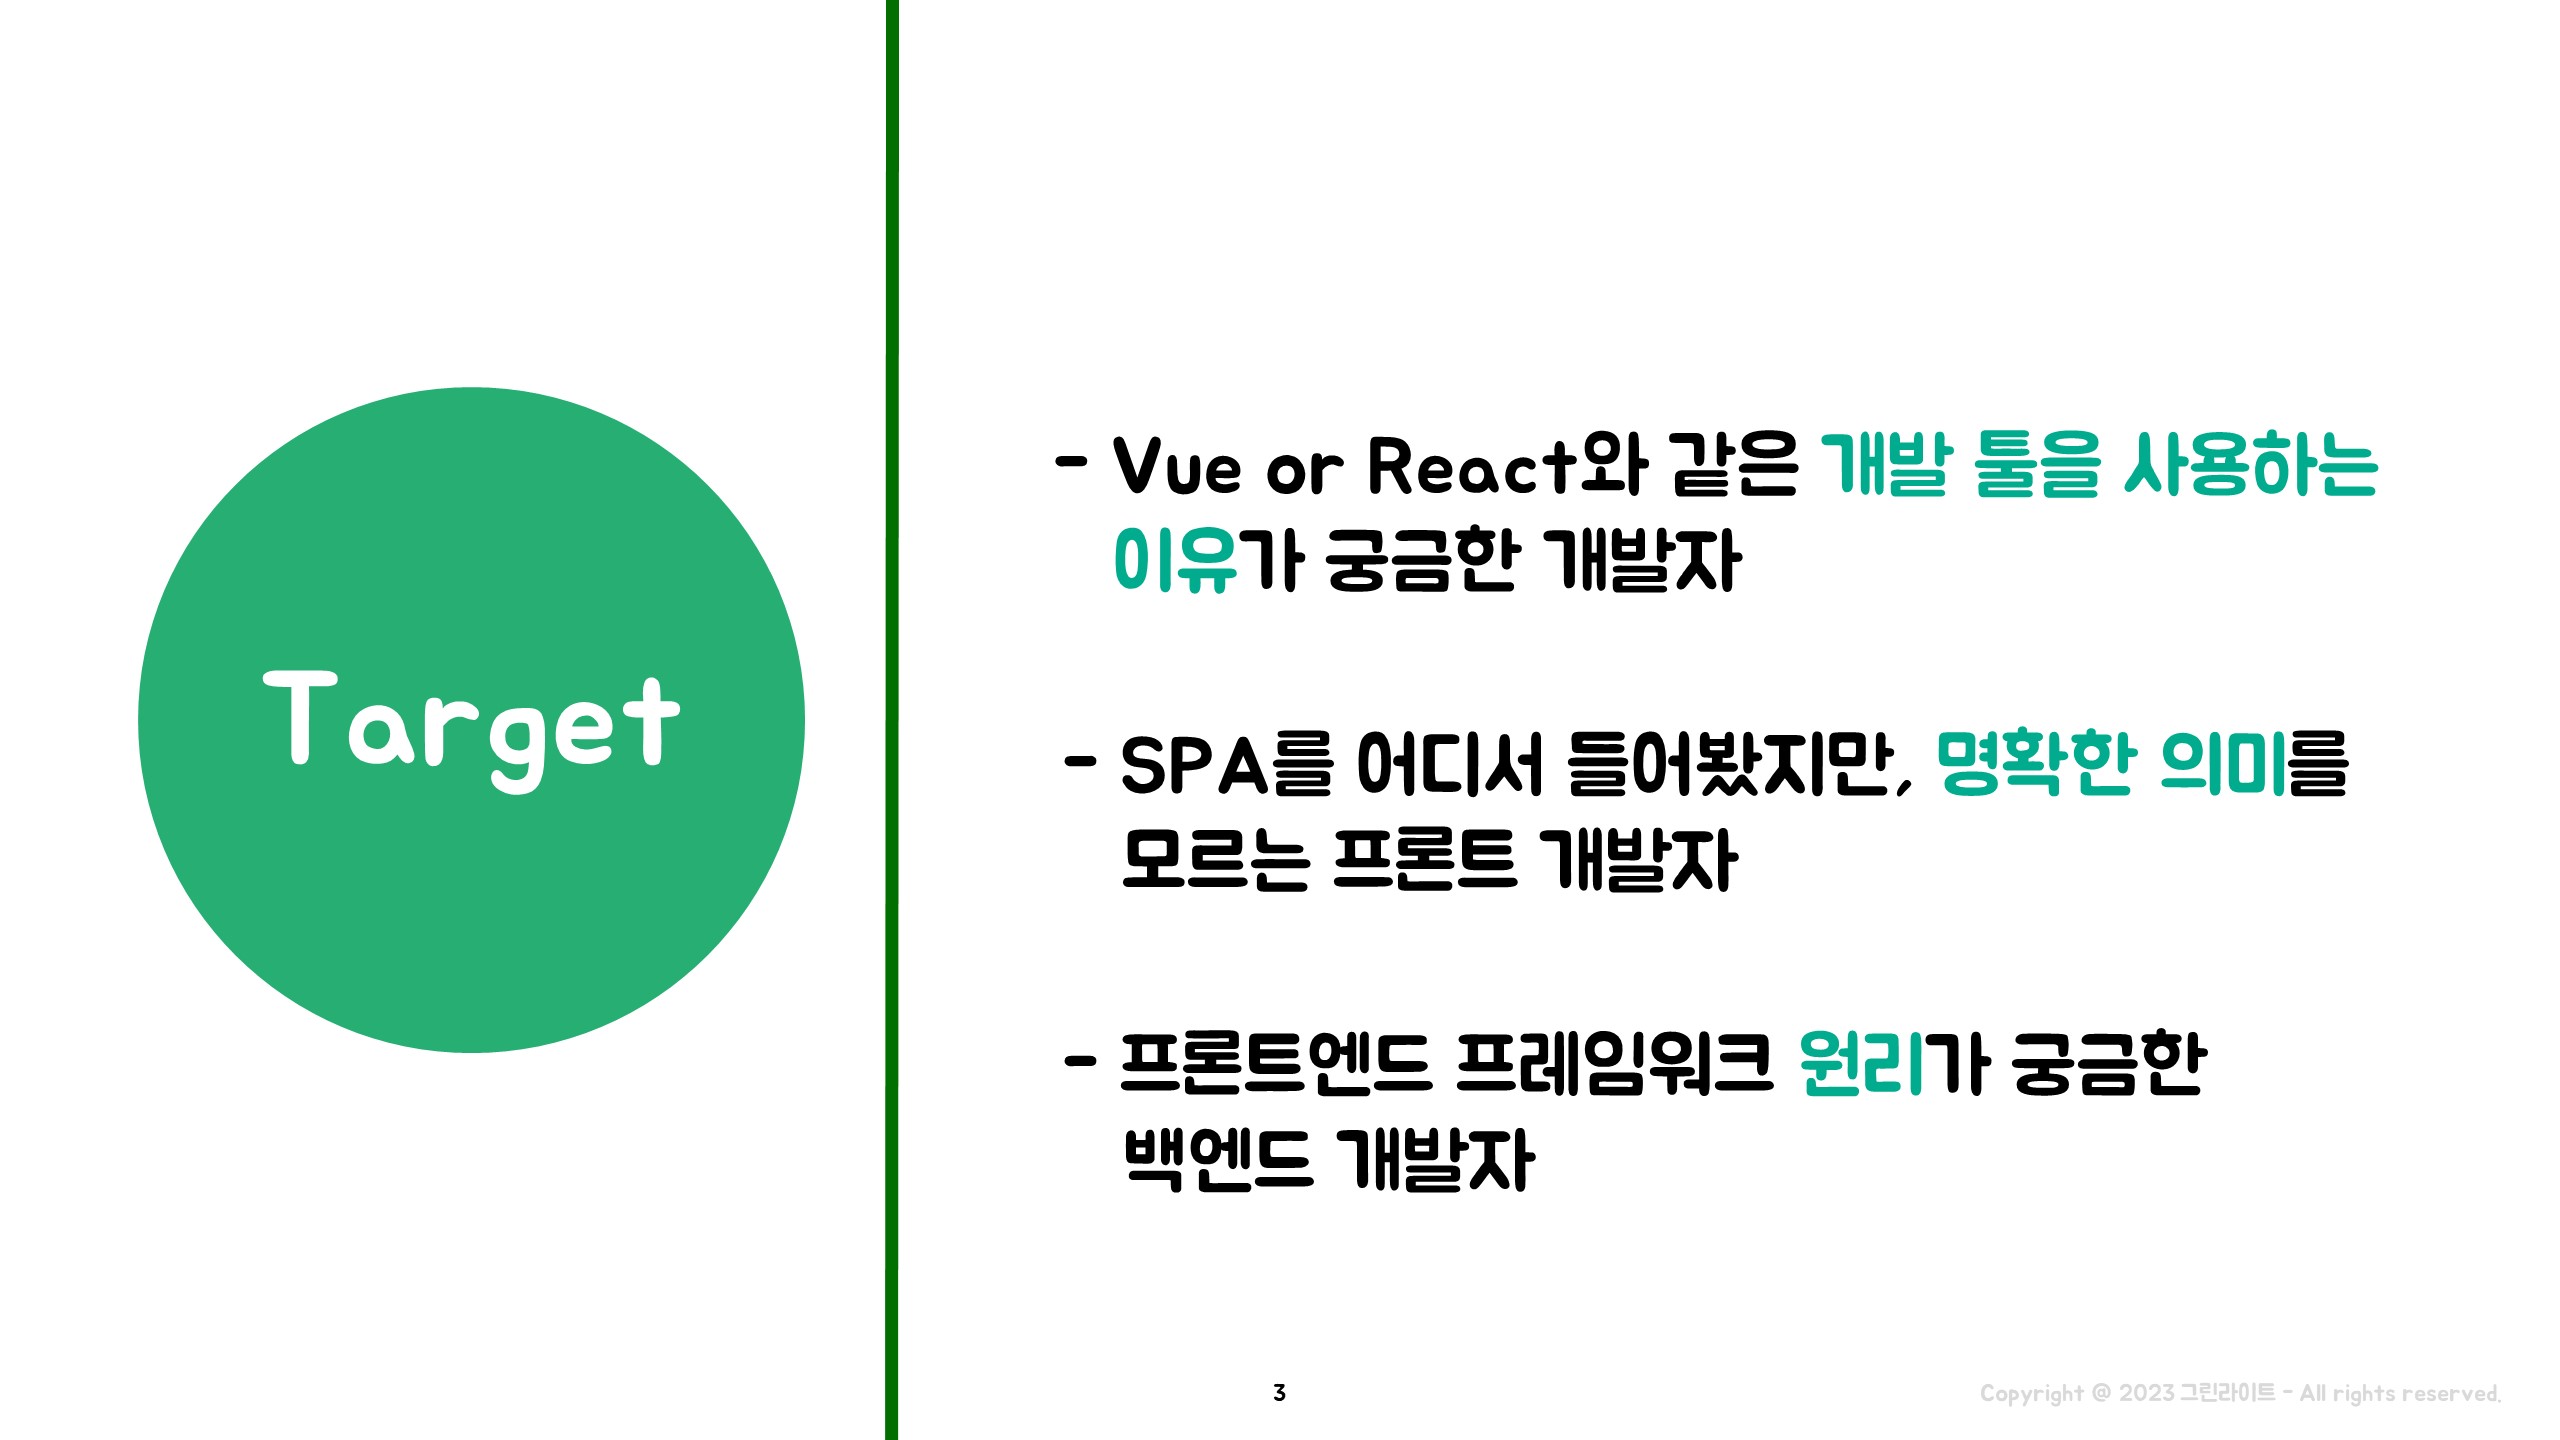 Target
- Vue or React와 같은 개발 툴을 사용하는
이유가 궁금한 개발자
- SPA를 어디서 들어봤지만, 명확한 의미를
모르는 프론트 개발자
- 프론트엔드 프레임워크 원리가 궁금한
백엔드 개발자
3
Copyright @ 2023 그린라이트 - All rights reserved.